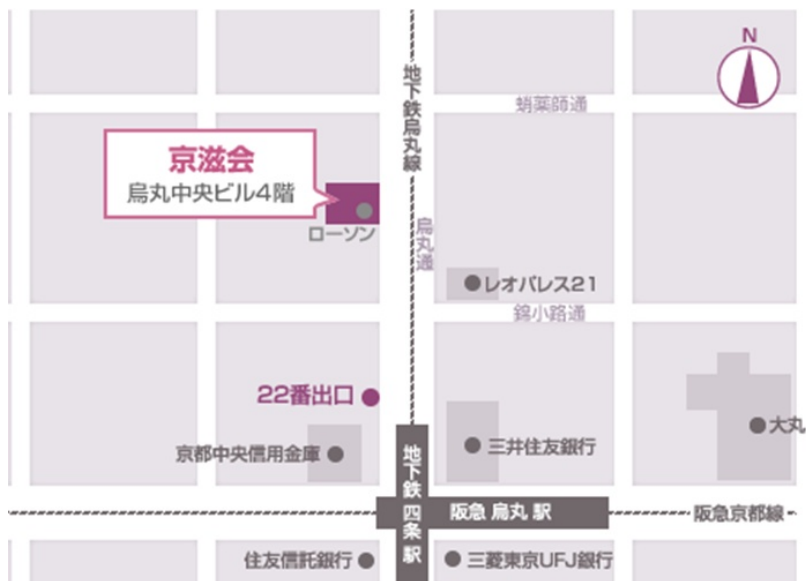 N
地下鉄烏丸線
蛸薬師通
京滋会
烏丸中央ビル4階
ローソン
烏丸通
レオパレス21
錦小路通
22番出口
京都中央信用金庫
三井住友銀行
大丸
地下鉄 四条 駅
阪急 烏丸 駅
阪急京都線
住友信託銀行
三菱東京UFJ銀行